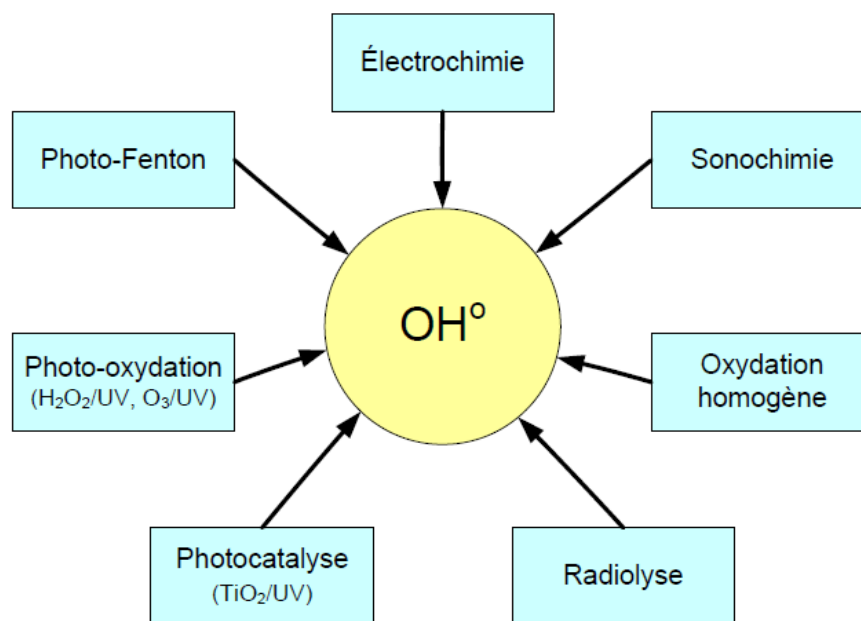 Électrochimie
Photo-Fenton
Sonochimie
OH°
Photo-oxydation
(H₂O₂/UV, O₃/UV)
Oxydation
homogène
Photocatalyse
(TiO₂/UV)
Radiolyse